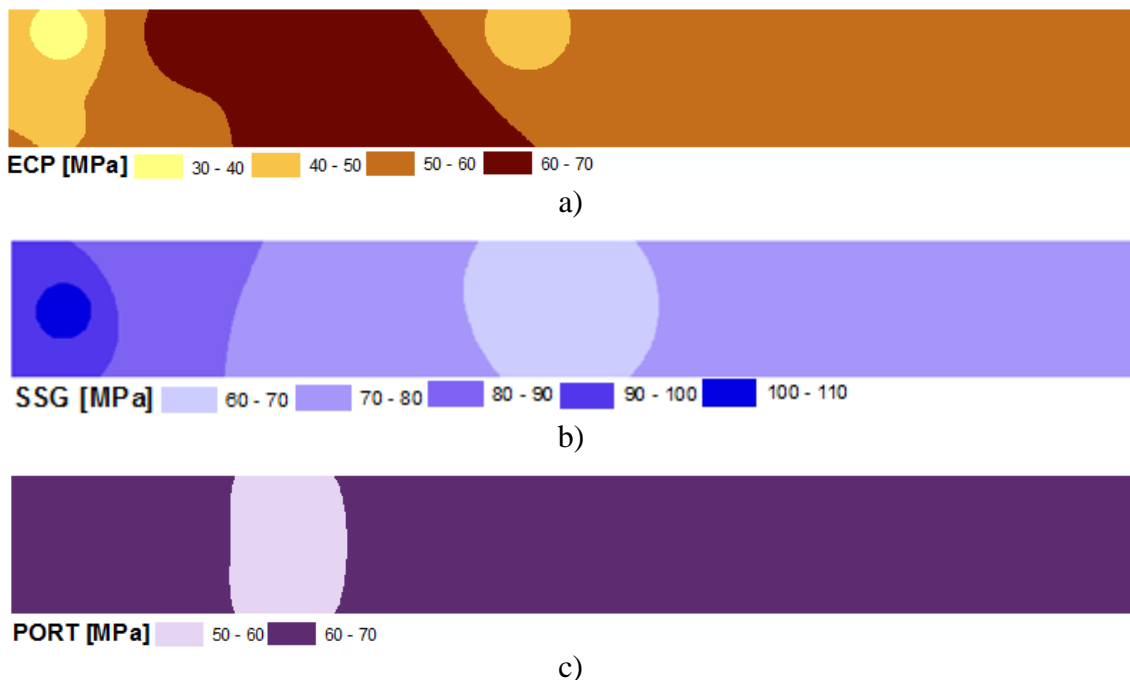 ECP [MPa] 30 - 40 40 - 50 50 - 60 60 - 70
a)
SSG [MPa] 60 - 70 70 - 80 80 - 90 90 - 100 100 - 110
b)
PORT [MPa] 50 - 60 60 - 70
c)